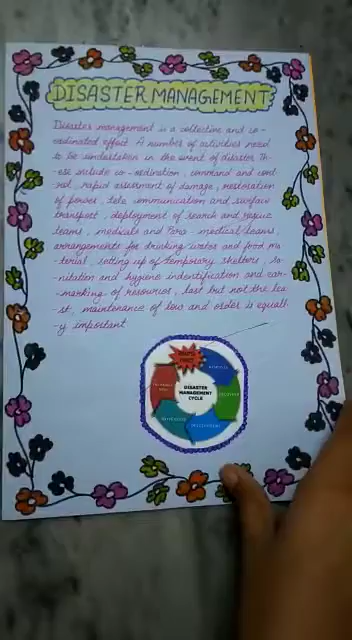 DISASTER MANAGEMENT
Disaster management is a collective and co-
-ordinated effect. A number of activities need
to be undertaken in the event of disaster. Th-
-ese include co-ordination, command and cont
-rol, rapid assesment of damage, restoration
of power, tele communication and surface
transport, deployment of search and resque
teams, medicals and Para-medical teams,
arrangements for drinking water and food ma
-terial, setting up of temporary shelters, sa-
-nitation and hygiene indentification and ear-
-marking of resources, last but not the lea
-st, maintenance of low and order is equall
-y important
DISASTER
MANAGEMENT
CYCLE